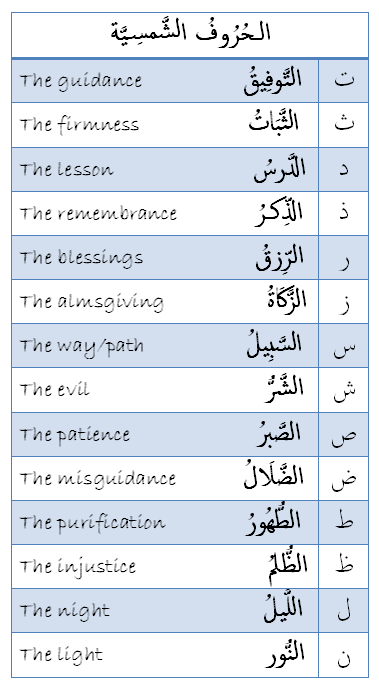 الحُرُوفُ الشَّمسِيَّة
ت التَّوفِيقُ The guidance
ث الثَّبَاتُ The firmness
د الدَّرسُ The lesson
ذ الذِّكرُ The remembrance
ر الرِّزقُ The blessings
ز الزَّكَاةُ The almsgiving
س السَّبِيلُ The way/path
ش الشَّرُّ The evil
ص الصَّبرُ The patience
ض الضَّلَالُ The misguidance
ط الطُّهُورُ The purification
ظ الظُّلمُ The injustice
ل اللَّيلُ The night
ن النُّور The light